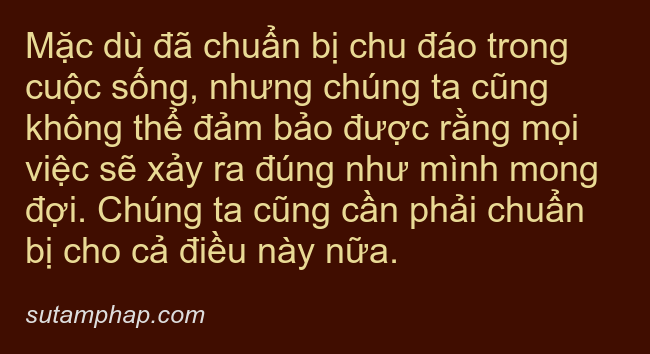 Mặc dù đã chuẩn bị chu đáo trong
cuộc sống, nhưng chúng ta cũng
không thể đảm bảo được rằng mọi
việc sẽ xảy ra đúng như mình mong
đợi. Chúng ta cũng cần phải chuẩn
bị cho cả điều này nữa.
sutamphap.com